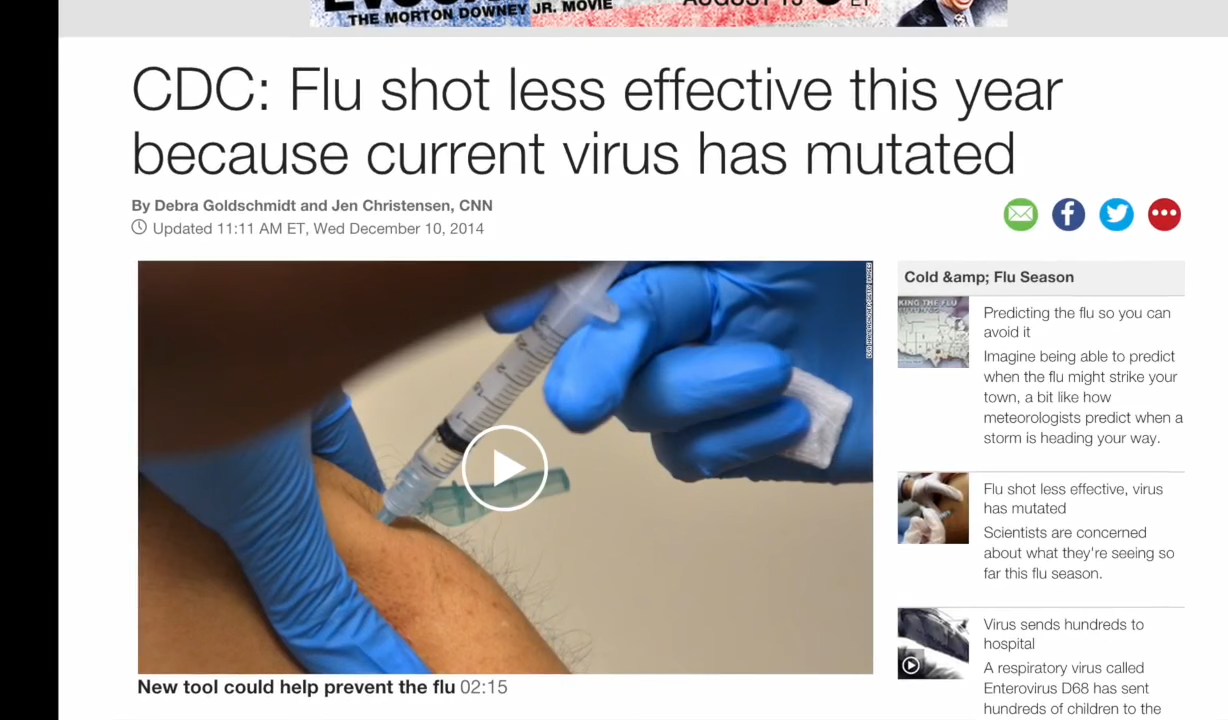 THE MORTON DOWNEY JR. MOVIE
ET
CDC: Flu shot less effective this year
because current virus has mutated
By Debra Goldschmidt and Jen Christensen, CNN
Updated 11:11 AM ET, Wed December 10, 2014
New tool could help prevent the flu 02:15
Cold &amp; Flu Season
KING THE FLU
Predicting the flu so you can
avoid it
Imagine being able to predict
when the flu might strike your
town, a bit like how
meteorologists predict when a
storm is heading your way.
Flu shot less effective, virus
has mutated
Scientists are concerned
about what they're seeing so
far this flu season.
Virus sends hundreds to
hospital
A respiratory virus called
Enterovirus D68 has sent
hundreds of children to the